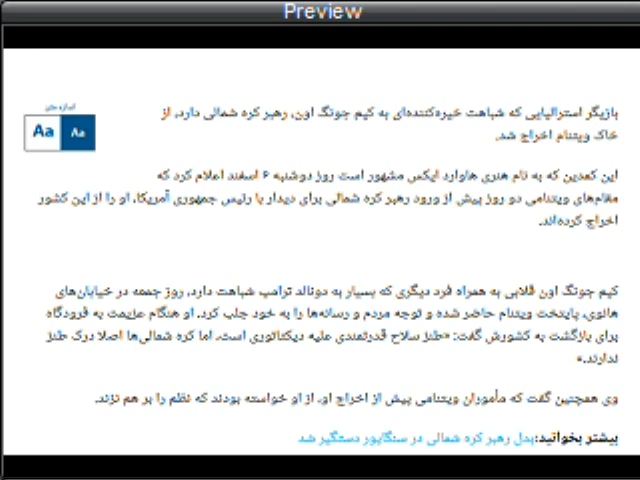 Preview
اندازه متن
Aa Aa
بازیگر استرالیایی که شباهت خیره‌کننده‌ای به کیم جونگ اون، رهبر کره شمالی دارد، از
خاک ویتنام اخراج شد.
این کمدین که به نام هنری هاوارد ایکس مشهور است روز دوشنبه ۶ اسفند اعلام کرد که
مقام‌های ویتنامی دو روز پیش از ورود رهبر کره شمالی برای دیدار با رئیس جمهوری آمریکا، او را از این کشور
اخراج کرده‌اند.
کیم جونگ اون قلابی به همراه فرد دیگری که بسیار به دونالد ترامپ شباهت دارد، روز جمعه در خیابان‌های
هانوی، پایتخت ویتنام حاضر شده و توجه مردم و رسانه‌ها را به خود جلب کرد. او هنگام عزیمت به فرودگاه
برای بازگشت به کشورش گفت: «طنز سلاح قدرتمندی علیه دیکتاتوری است، اما کره شمالی‌ها اصلا درک طنز
ندارند.»
وی همچنین گفت که مأموران ویتنامی پیش از اخراج او، از او خواسته بودند که نظم را بر هم نزند.
بیشتر بخوانید:بدل رهبر کره شمالی در سنگاپور دستگیر شد